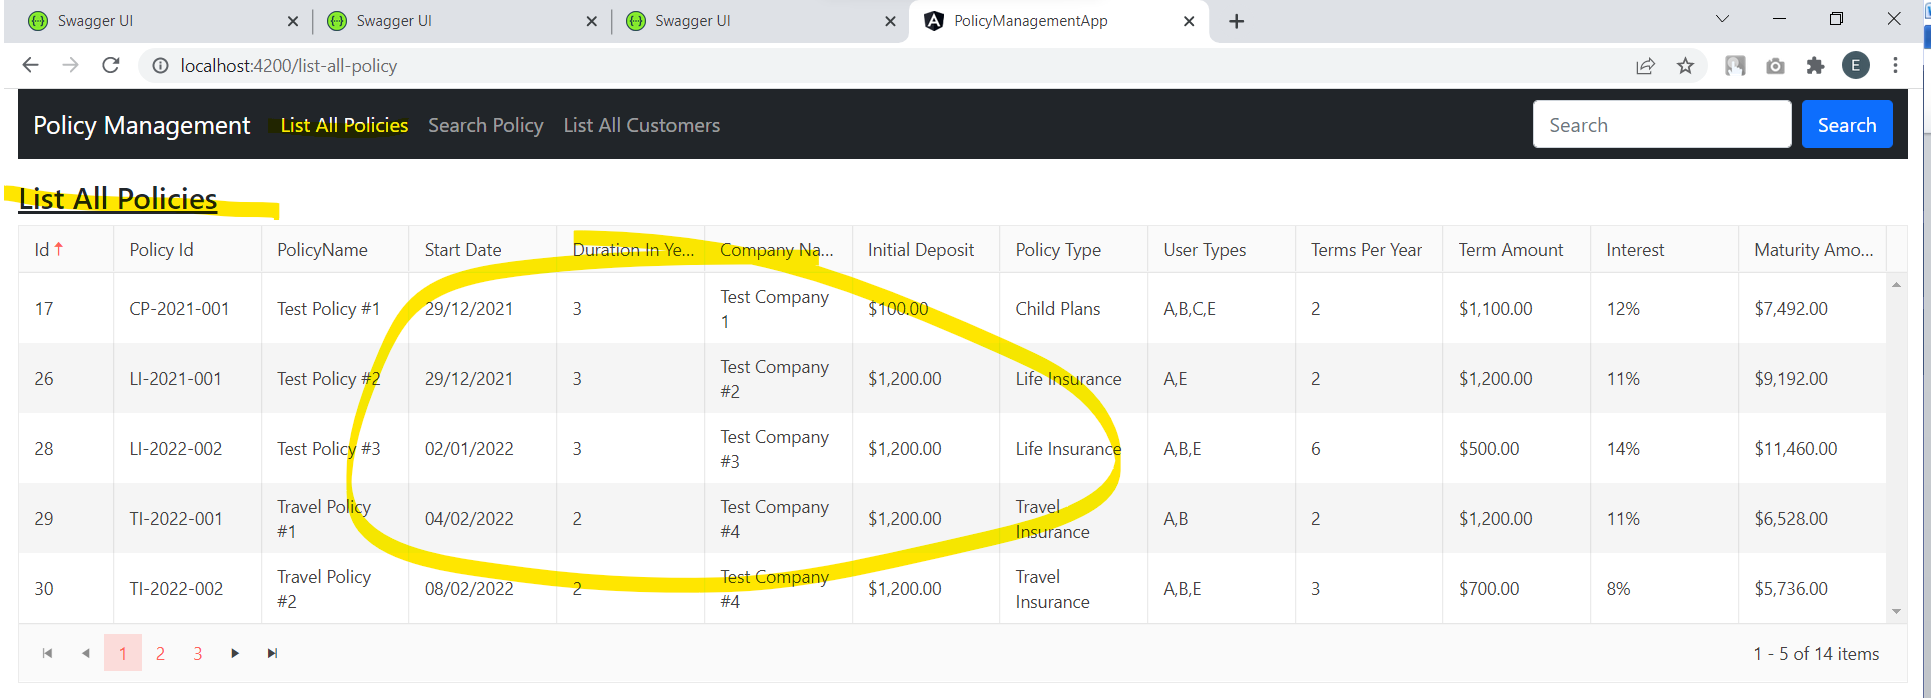 Swagger UI
Swagger UI
Swagger UI
PolicyManagementApp
localhost:4200/list-all-policy
E
Policy Management List All Policies Search Policy List All Customers Search Search
List All Policies
Id Policy Id PolicyName Start Date Duration In Ye... Company Na... Initial Deposit Policy Type User Types Terms Per Year Term Amount Interest Maturity Amo...
17 CP-2021-001 Test Policy #1 29/12/2021 3 Test Company 1 $100.00 Child Plans A,B,C,E 2 $1,100.00 12% $7,492.00
26 LI-2021-001 Test Policy #2 29/12/2021 3 Test Company #2 $1,200.00 Life Insurance A,E 2 $1,200.00 11% $9,192.00
28 LI-2022-002 Test Policy #3 02/01/2022 3 Test Company #3 $1,200.00 Life Insurance A,B,E 6 $500.00 14% $11,460.00
29 TI-2022-001 Travel Policy #1 04/02/2022 2 Test Company #4 $1,200.00 Travel Insurance A,B 2 $1,200.00 11% $6,528.00
30 TI-2022-002 Travel Policy #2 08/02/2022 2 Test Company #4 $1,200.00 Travel Insurance A,B,E 3 $700.00 8% $5,736.00
1 2 3 1 - 5 of 14 items